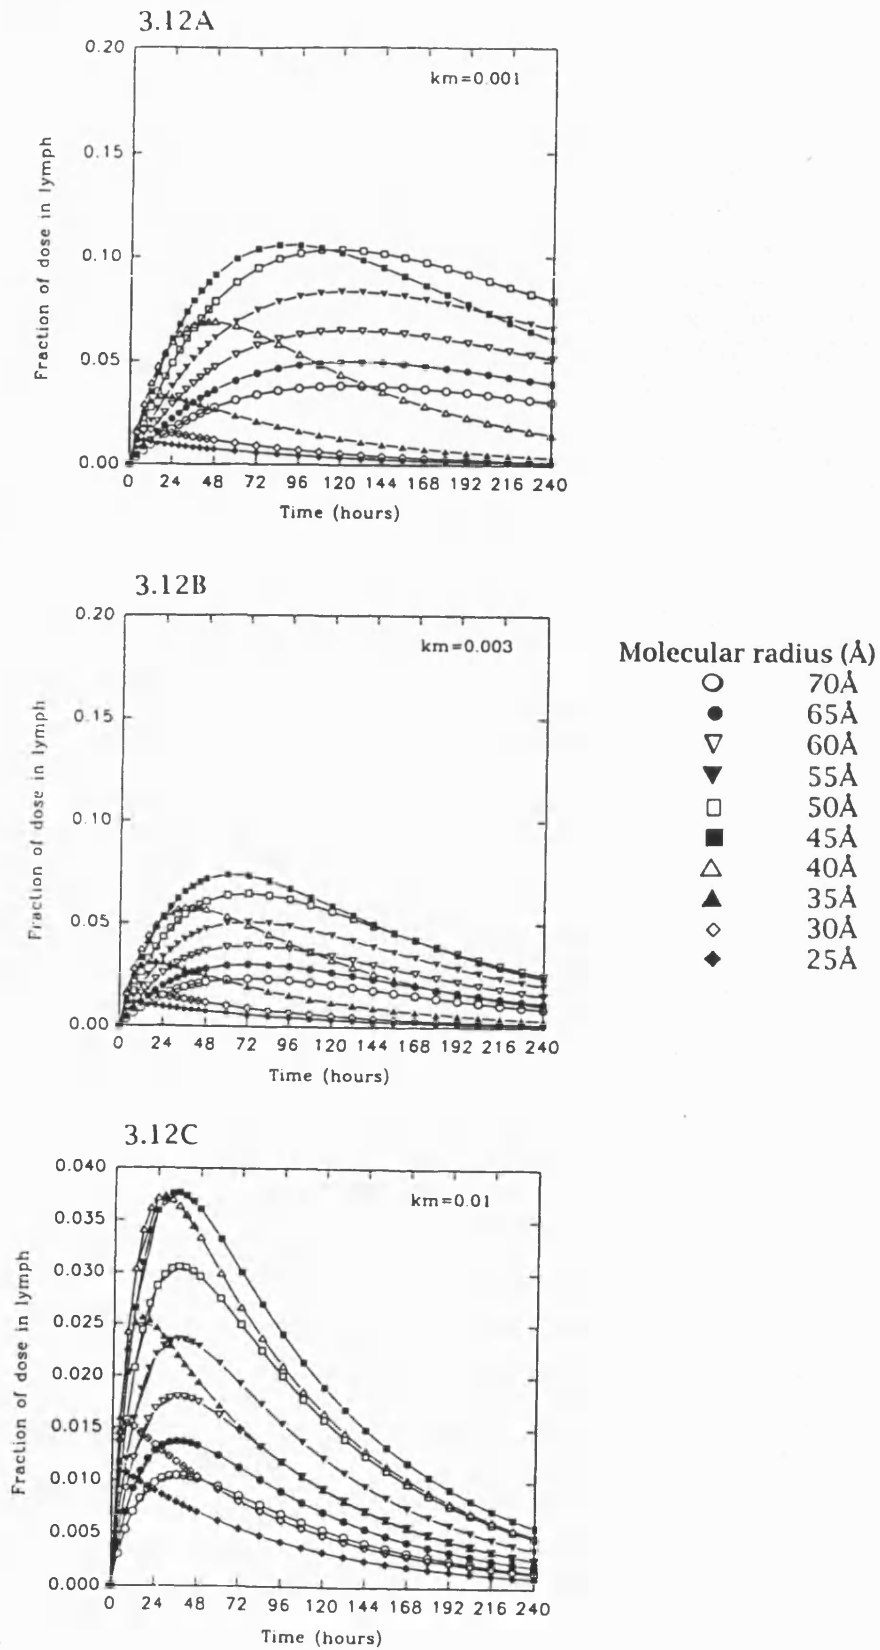 3.12A
0.20
km=0.001
0.15
0.10
0.05
0.00
Fraction of dose in lymph
0 24 48 72 96 120 144 168 192 216 240
Time (hours)
3.12B
0.20
km=0.003
0.15
0.10
0.05
0.00
Fraction of dose in lymph
0 24 48 72 96 120 144 168 192 216 240
Time (hours)
Molecular radius (Å)
70Å
65Å
60Å
55Å
50Å
45Å
40Å
35Å
30Å
25Å
3.12C
0.040
km=0.01
0.035
0.030
0.025
0.020
0.015
0.010
0.005
0.000
Fraction of dose in lymph
0 24 48 72 96 120 144 168 192 216 240
Time (hours)